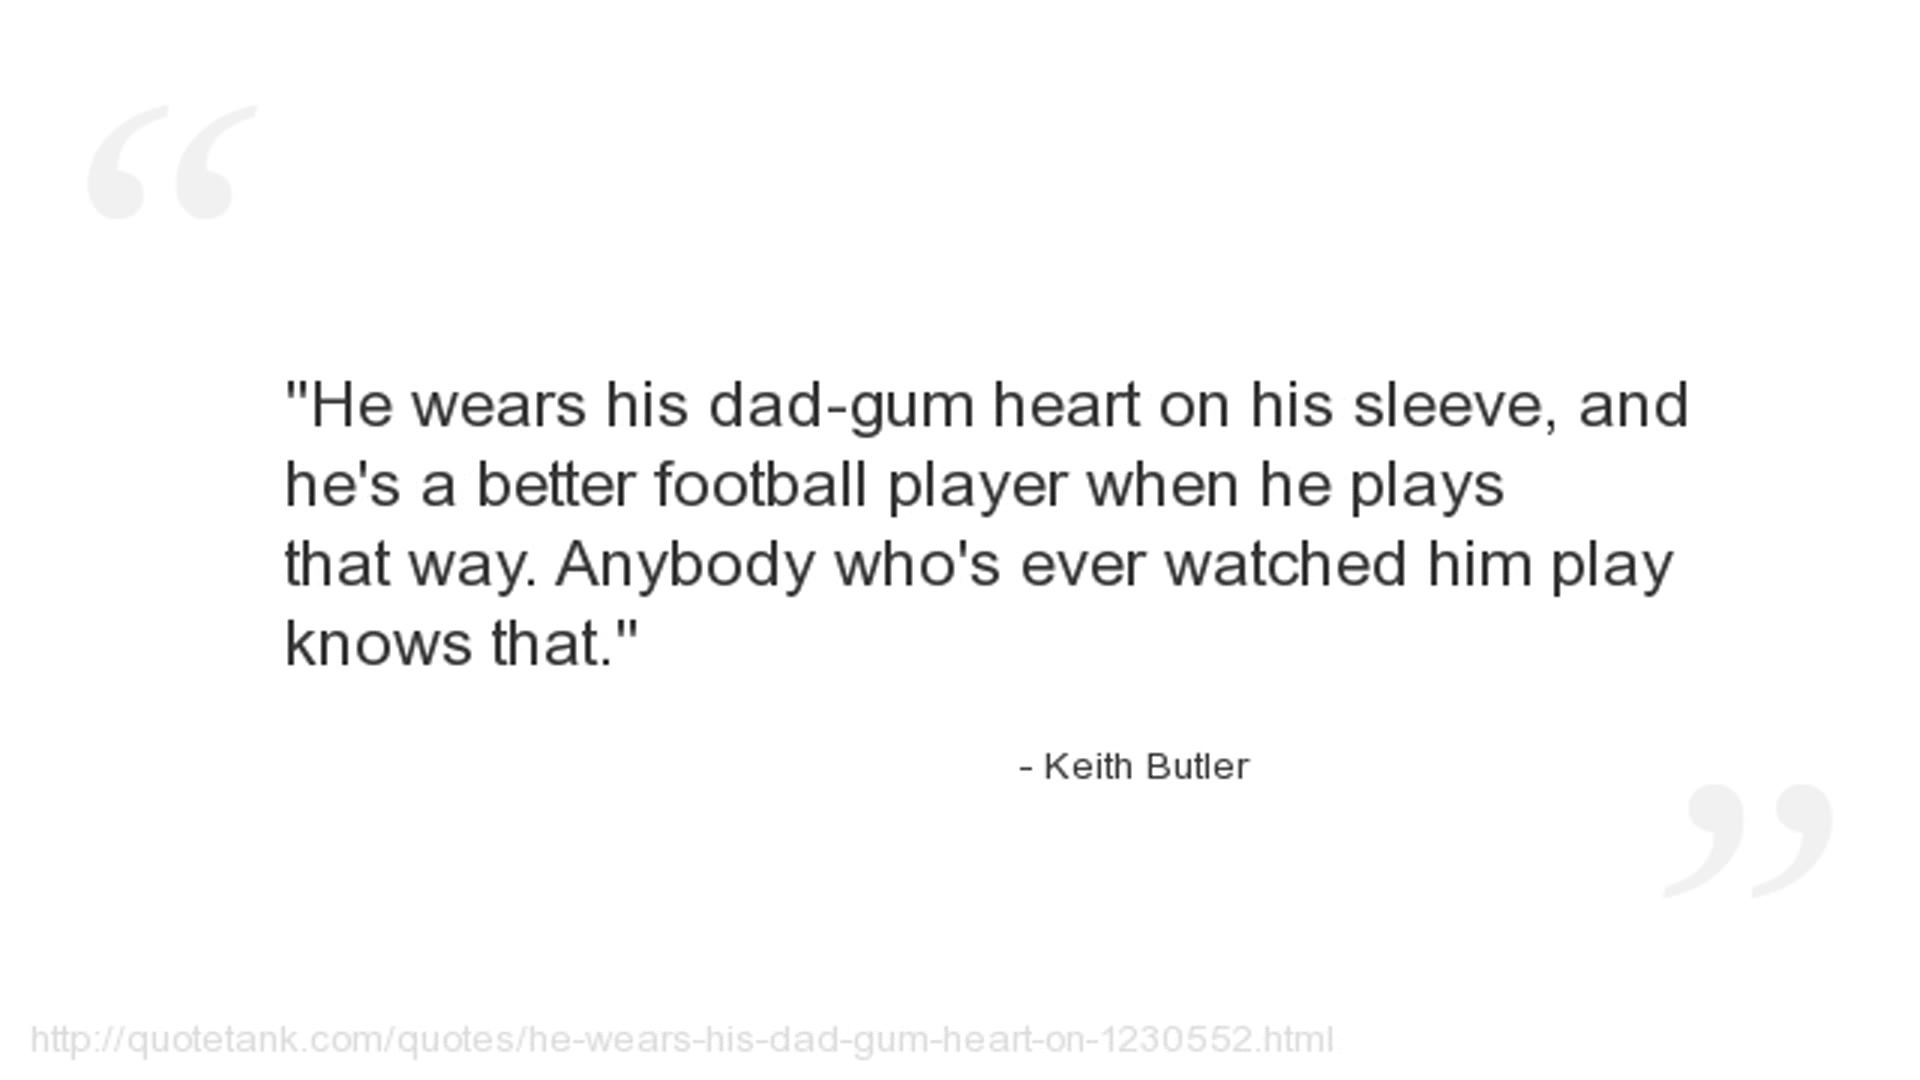 "He wears his dad-gum heart on his sleeve, and
he's a better football player when he plays
that way. Anybody who's ever watched him play
knows that."
- Keith Butler
http://quotetank.com/quotes/he-wears-his-dad-gum-heart-on-1230552.html